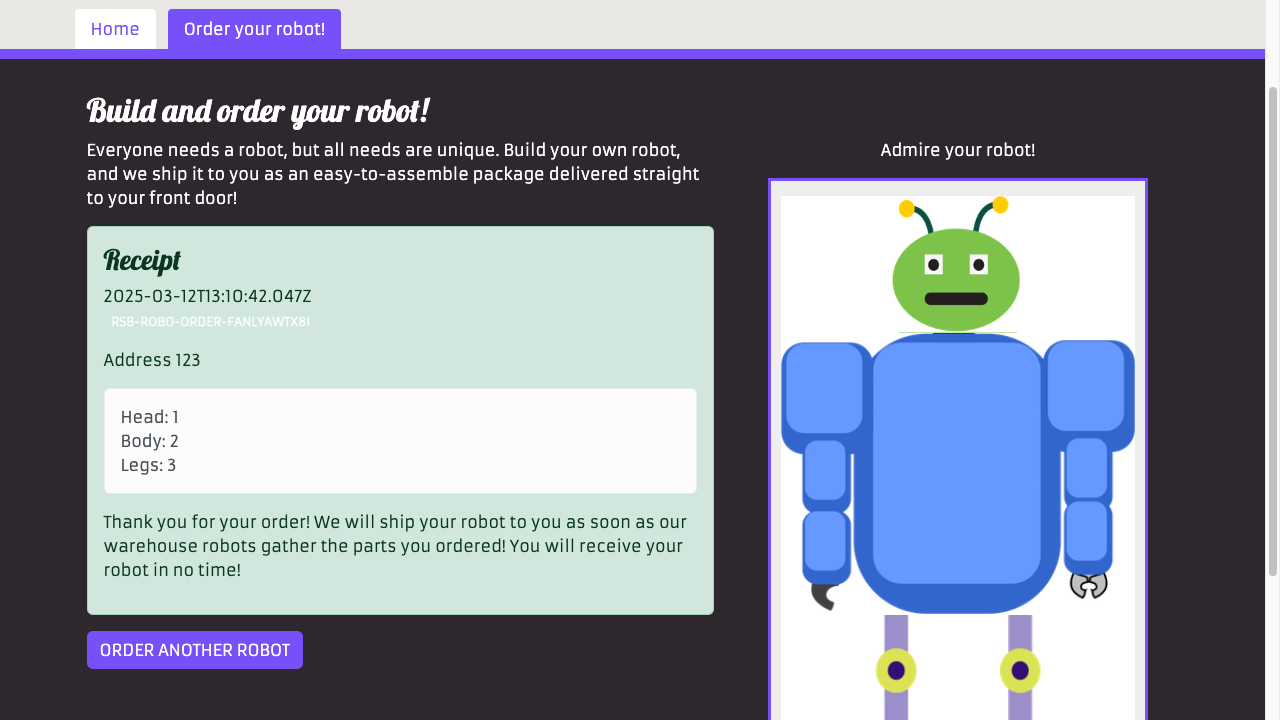 Home
Order your robot!
Build and order your robot!
Everyone needs a robot, but all needs are unique. Build your own robot,
and we ship it to you as an easy-to-assemble package delivered straight
to your front door!
Receipt
2025-03-12T13:10:42.047Z
RSB-ROBO-ORDER-FANLYAWTX8I
Address 123
Head: 1
Body: 2
Legs: 3
Thank you for your order! We will ship your robot to you as soon as our
warehouse robots gather the parts you ordered! You will receive your
robot in no time!
ORDER ANOTHER ROBOT
Admire your robot!